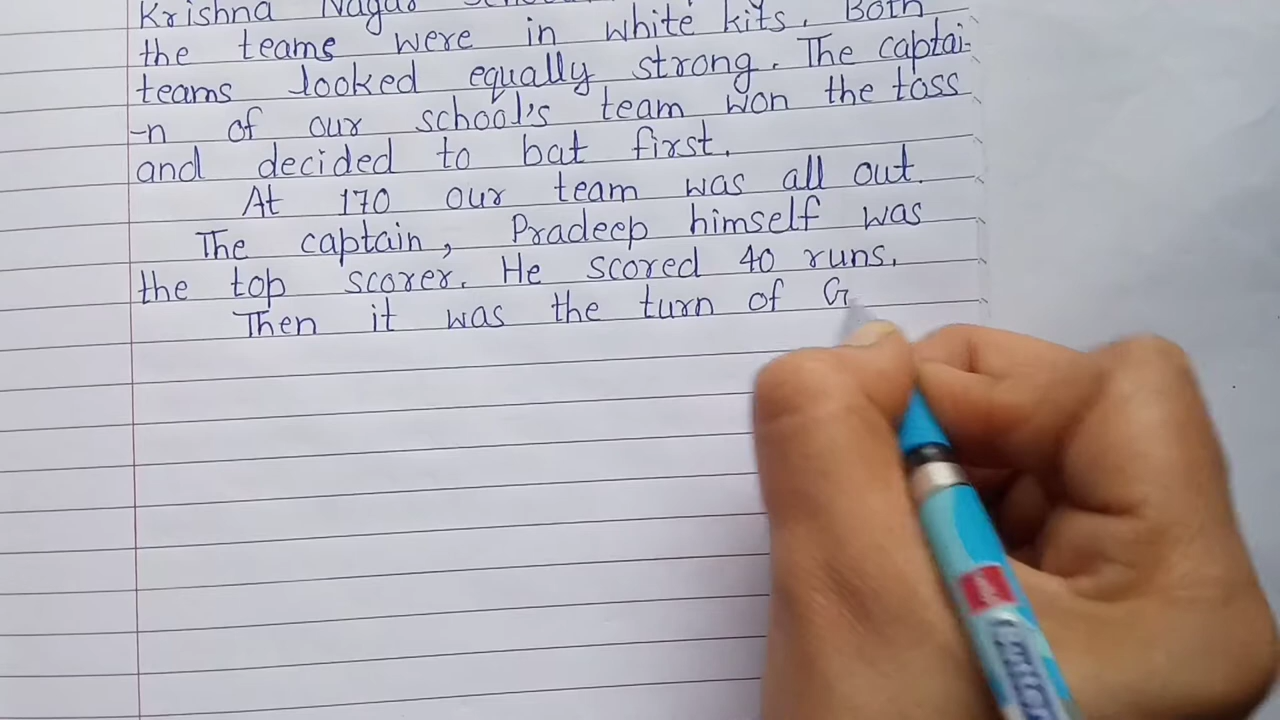 Krishna Nagar
the teams were in white kits. Both
teams looked equally strong. The captai-
-n of our school's team won the toss
and decided to bat first.
At 170 our team was all out.
The captain, Pradeep himself was
the top scorer. He scored 40 runs.
Then it was the turn of G